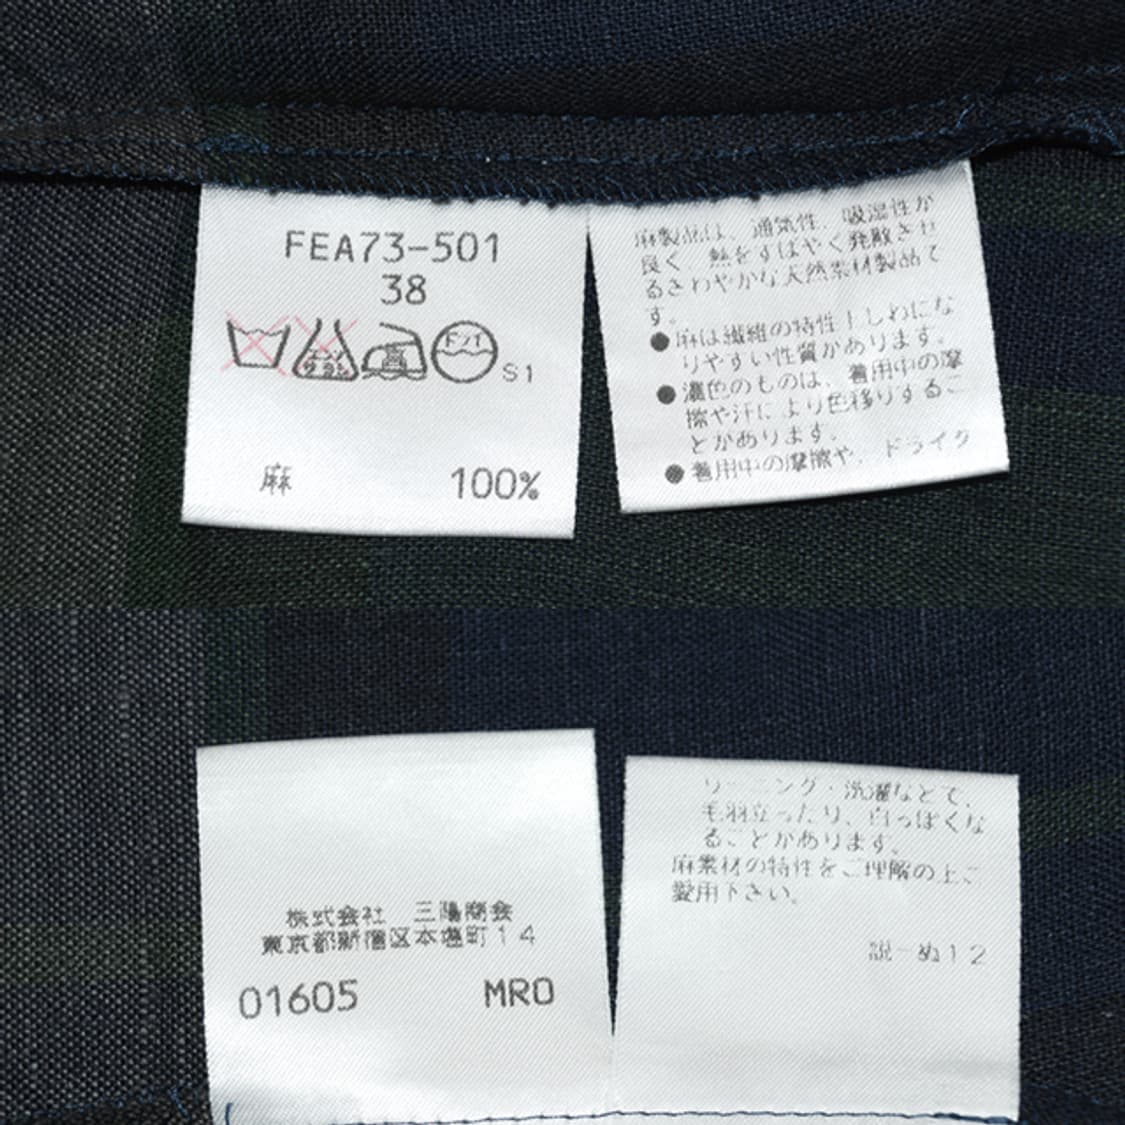 FEA73-501
38
エンソ
サラシ
ドライ
S1
麻 100%
麻製品は、通気性、吸湿性が
良く、熱をすばやく発散させ
るさわやかな天然素材製品で
す。
●麻は繊維の特性上しわにな
りやすい性質があります。
●濃色のものは、着用中の摩
擦や汗により色移りするこ
とがあります。
●着用中の摩擦や、ドライク
株式会社 三陽商会
東京都新宿区本塩町14
01605 MRO
リーニング・洗濯などで、
毛羽立ったり、白っぽくな
ることがあります。
麻素材の特性をご理解の上ご
愛用下さい。
説-ぬ12